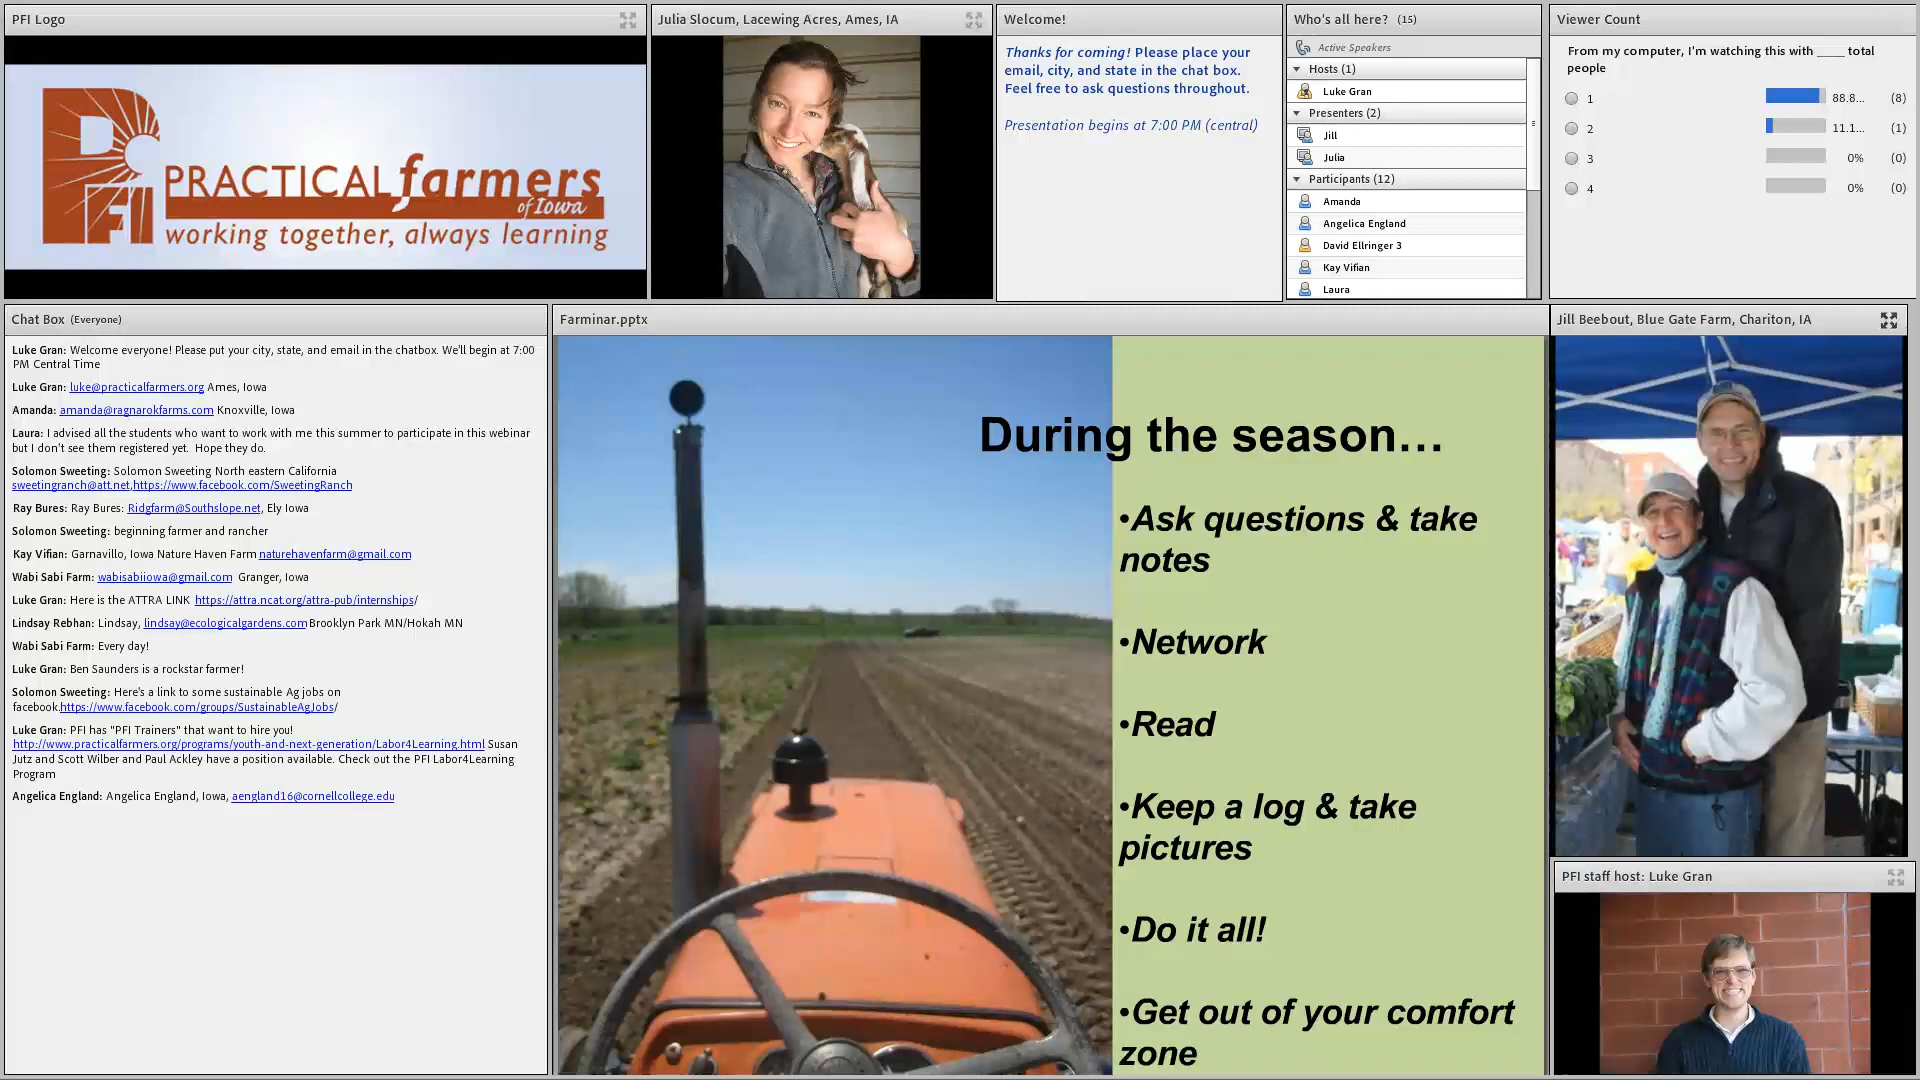 PFI Logo
PFI
PRACTICAL farmers
of Iowa
working together, always learning
Julia Slocum, Lacewing Acres, Ames, IA
Welcome!
Thanks for coming! Please place your
email, city, and state in the chat box.
Feel free to ask questions throughout.
Presentation begins at 7:00 PM (central)
Who's all here? (15)
Active Speakers
Hosts (1)
Luke Gran
Presenters (2)
Jill
Julia
Participants (12)
Amanda
Angelica England
David Ellringer 3
Kay Vifian
Laura
Viewer Count
From my computer, I'm watching this with ____ total
people
1 88.8... (8)
2 11.1... (1)
3 0% (0)
4 0% (0)
Chat Box (Everyone)
Luke Gran: Welcome everyone! Please put your city, state, and email in the chatbox. We'll begin at 7:00
PM Central Time
Luke Gran: luke@practicalfarmers.org Ames, Iowa
Amanda: amanda@ragnarokfarms.com Knoxville, Iowa
Laura: I advised all the students who want to work with me this summer to participate in this webinar
but I don't see them registered yet. Hope they do.
Solomon Sweeting: Solomon Sweeting North eastern California
sweetingranch@att.net,https://www.facebook.com/SweetingRanch
Ray Bures: Ray Bures: Ridgfarm@Southslope.net, Ely Iowa
Solomon Sweeting: beginning farmer and rancher
Kay Vifian: Garnavillo, Iowa Nature Haven Farm naturehavenfarm@gmail.com
Wabi Sabi Farm: wabisabiiowa@gmail.com Granger, Iowa
Luke Gran: Here is the ATTRA LINK https://attra.ncat.org/attra-pub/internships/
Lindsay Rebhan: Lindsay, lindsay@ecologicalgardens.com Brooklyn Park MN/Hokah MN
Wabi Sabi Farm: Every day!
Luke Gran: Ben Saunders is a rockstar farmer!
Solomon Sweeting: Here's a link to some sustainable Ag jobs on
facebook.https://www.facebook.com/groups/SustainableAgJobs/
Luke Gran: PFI has "PFI Trainers" that want to hire you!
http://www.practicalfarmers.org/programs/youth-and-next-generation/Labor4Learning.html Susan
Jutz and Scott Wilber and Paul Ackley have a position available. Check out the PFI Labor4Learning
Program
Angelica England: Angelica England, Iowa, aengland16@cornellcollege.edu
Farminar.pptx
During the season…
•Ask questions & take
notes
•Network
•Read
•Keep a log & take
pictures
•Do it all!
•Get out of your comfort
zone
Jill Beebout, Blue Gate Farm, Chariton, IA
PFI staff host: Luke Gran